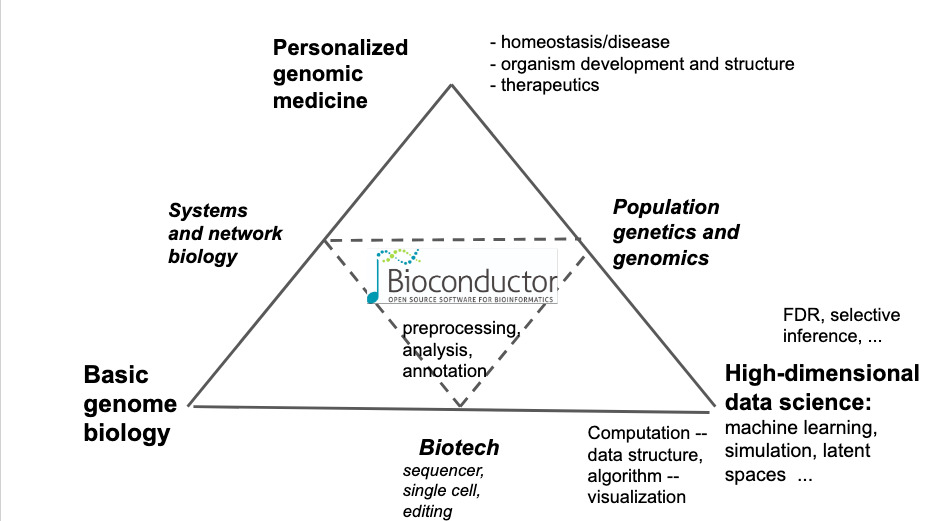 Personalized
genomic
medicine
- homeostasis/disease
- organism development and structure
- therapeutics
Systems
and network
biology
Population
genetics and
genomics
Bioconductor
OPEN SOURCE SOFTWARE FOR BIOINFORMATICS
preprocessing,
analysis,
annotation
FDR, selective
inference, ...
Basic
genome
biology
High-dimensional
data science:
machine learning,
simulation, latent
spaces ...
Biotech
sequencer,
single cell,
editing
Computation --
data structure,
algorithm --
visualization